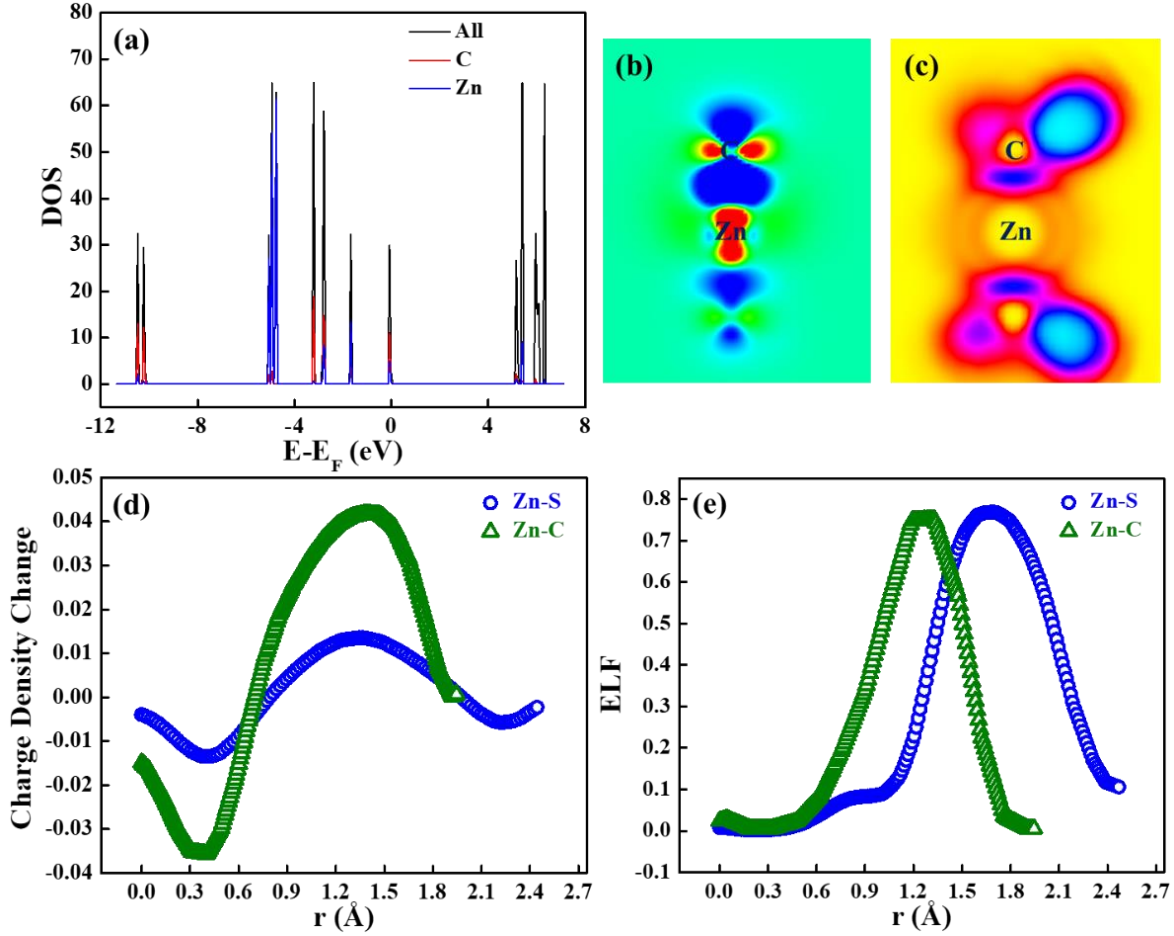 (a)
All
C
Zn
80
70
60
50
40
30
20
10
0
DOS
-12
-8
-4
0
4
8
E-E_F (eV)
(b)
C
Zn
(c)
C
Zn
(d)
Zn-S
Zn-C
0.05
0.04
0.03
0.02
0.01
0.00
-0.01
-0.02
-0.03
-0.04
Charge Density Change
0.0 0.3 0.6 0.9 1.2 1.5 1.8 2.1 2.4 2.7
r (Å)
(e)
Zn-S
Zn-C
0.8
0.7
0.6
0.5
0.4
0.3
0.2
0.1
0.0
-0.1
ELF
0.0 0.3 0.6 0.9 1.2 1.5 1.8 2.1 2.4 2.7
r (Å)